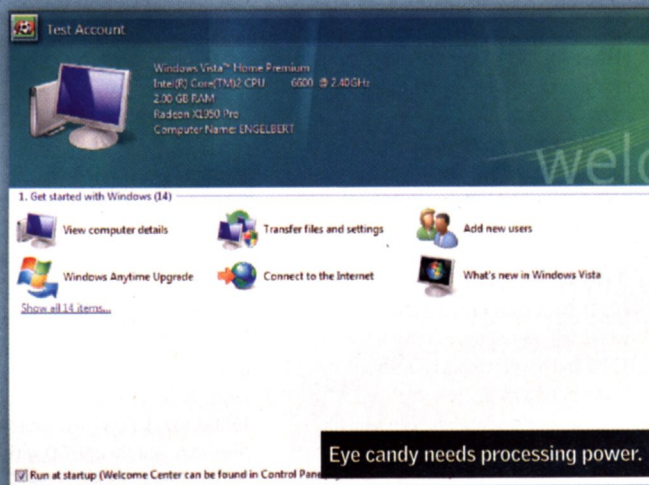 Test Account
Windows Vista™ Home Premium
Intel(R) Core(TM)2 CPU 6600 @ 2.40GHz
2.00 GB RAM
Radeon X1950 Pro
Computer Name: ENGELBERT
welc
1. Get started with Windows (14)
View computer details
Transfer files and settings
Add new users
Windows Anytime Upgrade
Connect to the Internet
What's new in Windows Vista
Show all 14 items...
Eye candy needs processing power.
Run at startup (Welcome Center can be found in Control Pan